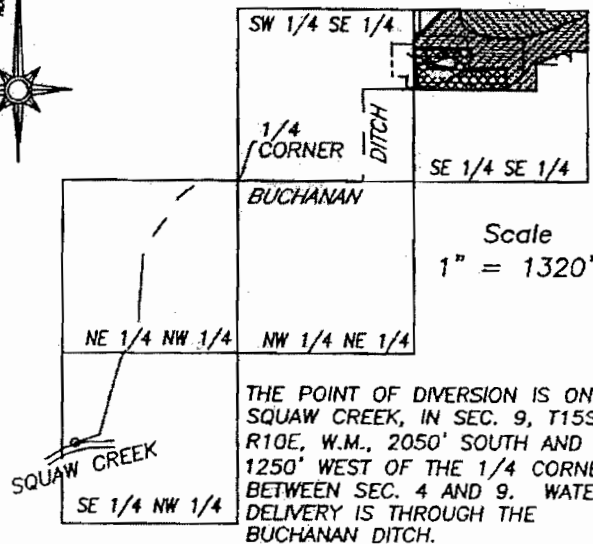 SW 1/4 SE 1/4
1/4
CORNER
DITCH
SE 1/4 SE 1/4
BUCHANAN
Scale
1" = 1320'
NE 1/4 NW 1/4
NW 1/4 NE 1/4
THE POINT OF DIVERSION IS ON
SQUAW CREEK, IN SEC. 9, T15S
R10E, W.M., 2050' SOUTH AND
1250' WEST OF THE 1/4 CORNE
BETWEEN SEC. 4 AND 9. WATE
DELIVERY IS THROUGH THE
BUCHANAN DITCH.
SQUAW CREEK
SE 1/4 NW 1/4